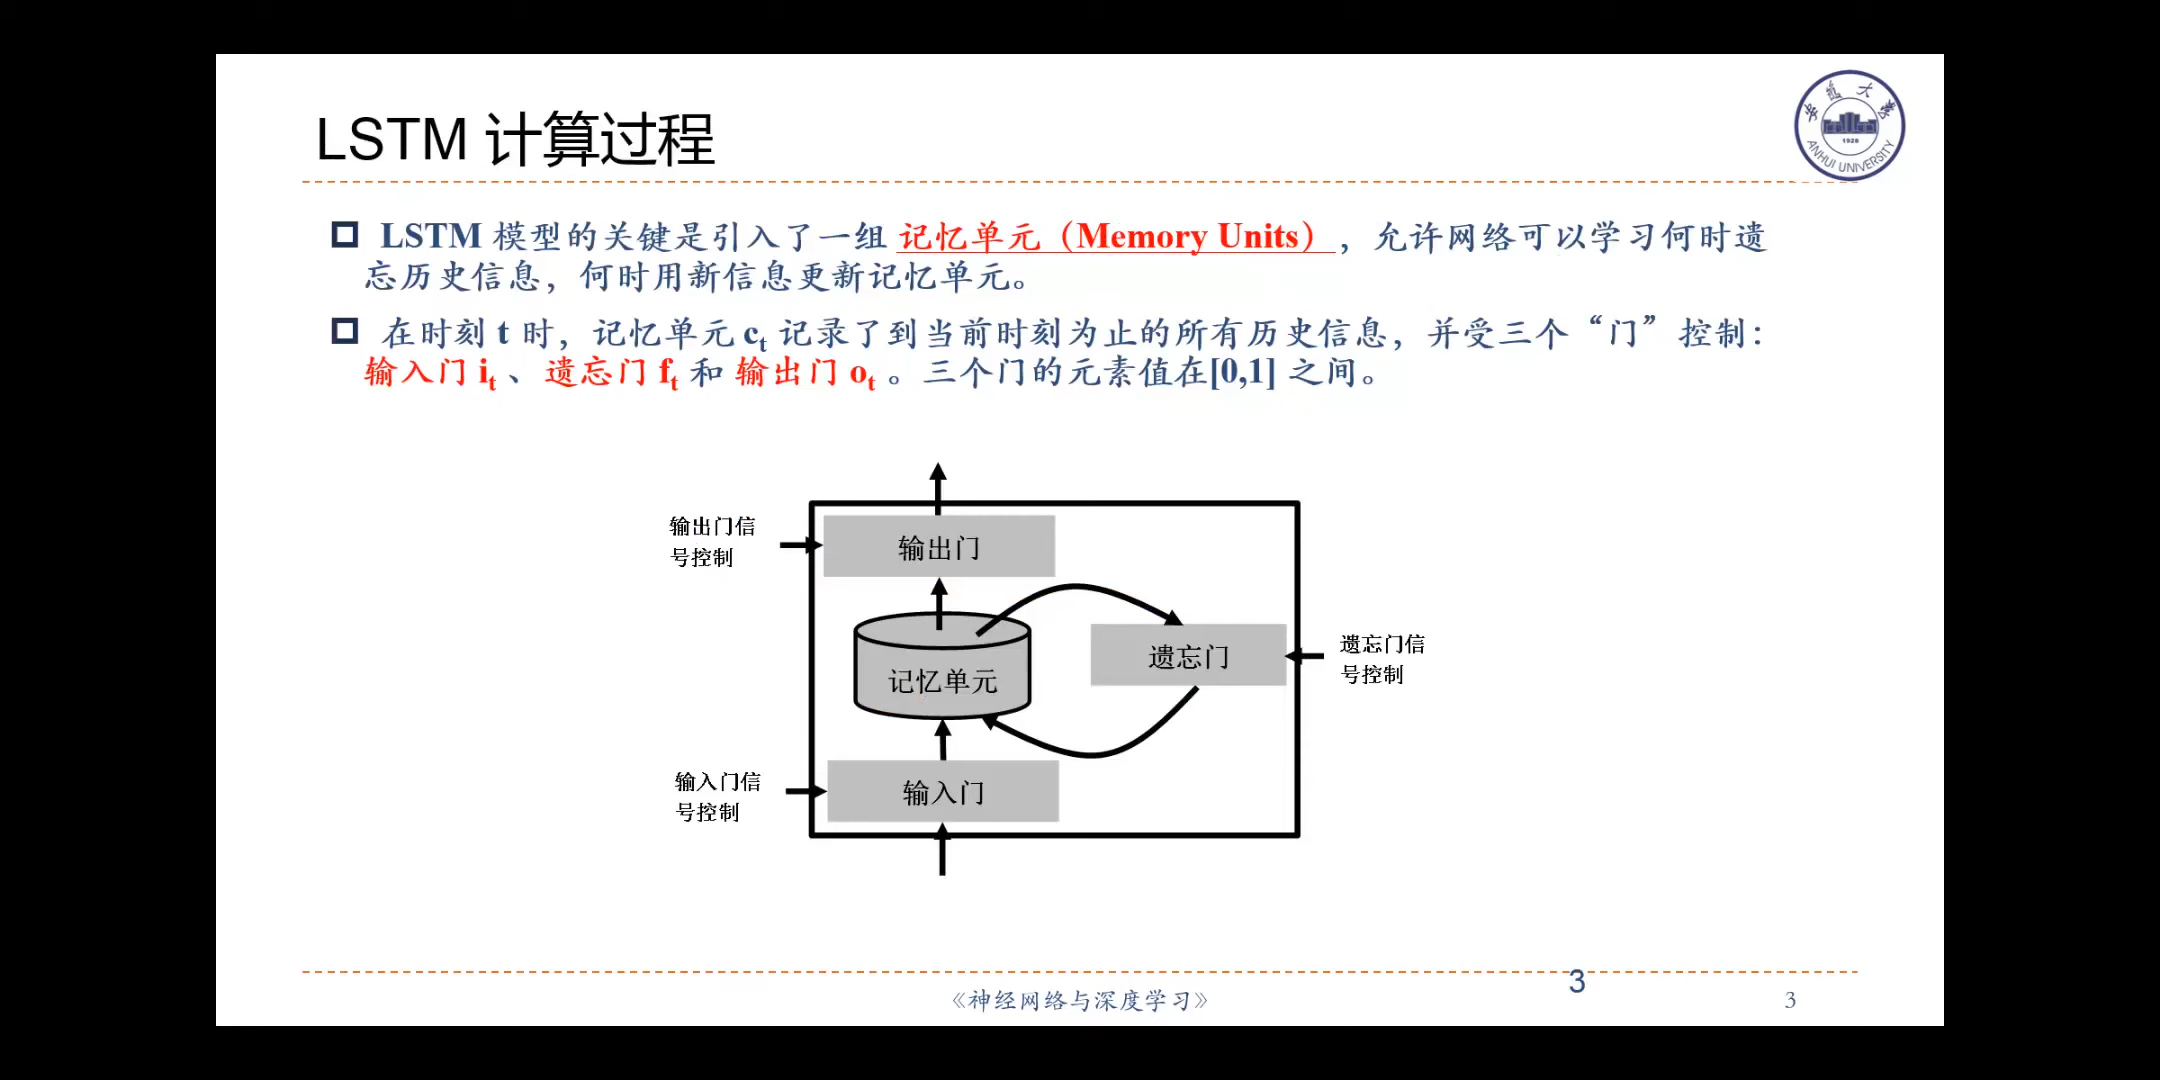 LSTM 计算过程
安徽大学
1928
ANHUI UNIVERSITY
LSTM 模型的关键是引入了一组 记忆单元（Memory Units），允许网络可以学习何时遗
忘历史信息，何时用新信息更新记忆单元。
在时刻 t 时，记忆单元 ct 记录了到当前时刻为止的所有历史信息，并受三个“门”控制：
输入门 it 、遗忘门 ft 和 输出门 ot 。三个门的元素值在[0,1] 之间。
输出门信
号控制
输出门
记忆单元
遗忘门
遗忘门信
号控制
输入门信
号控制
输入门
3
《神经网络与深度学习》
3